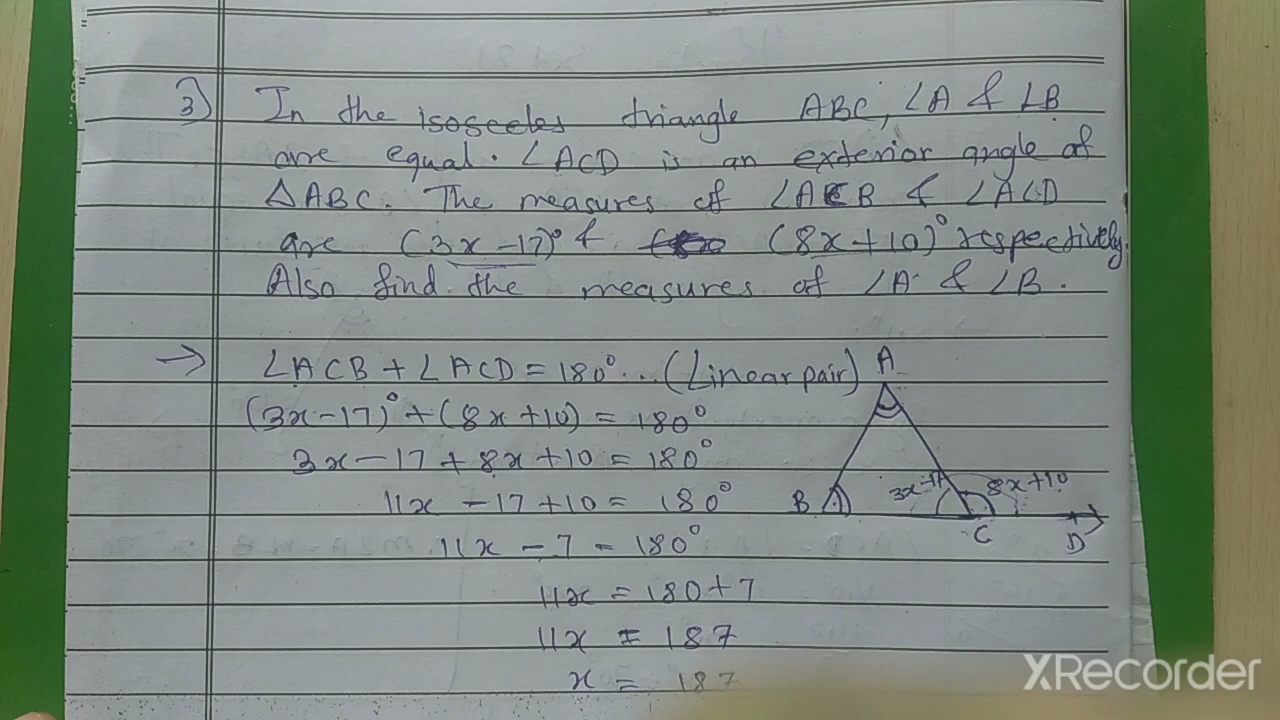 3) In the isosceles triangle ABC, ∠A & ∠B
are equal. ∠ACD is an exterior angle of
△ABC. The measures of ∠ACB & ∠ACD
are (3x-17)° & (8x+10)° respectively.
Also find the measures of ∠A & ∠B.
→ ∠ACB + ∠ACD = 180° ... (Linear pair)
(3x-17)° + (8x+10) = 180°
3x-17+8x+10 = 180°
11x -17+10 = 180°
11x - 7 = 180°
11x = 180+7
11x = 187
x = 187
A
B
3x-17
8x+10
C
D
XRecorder